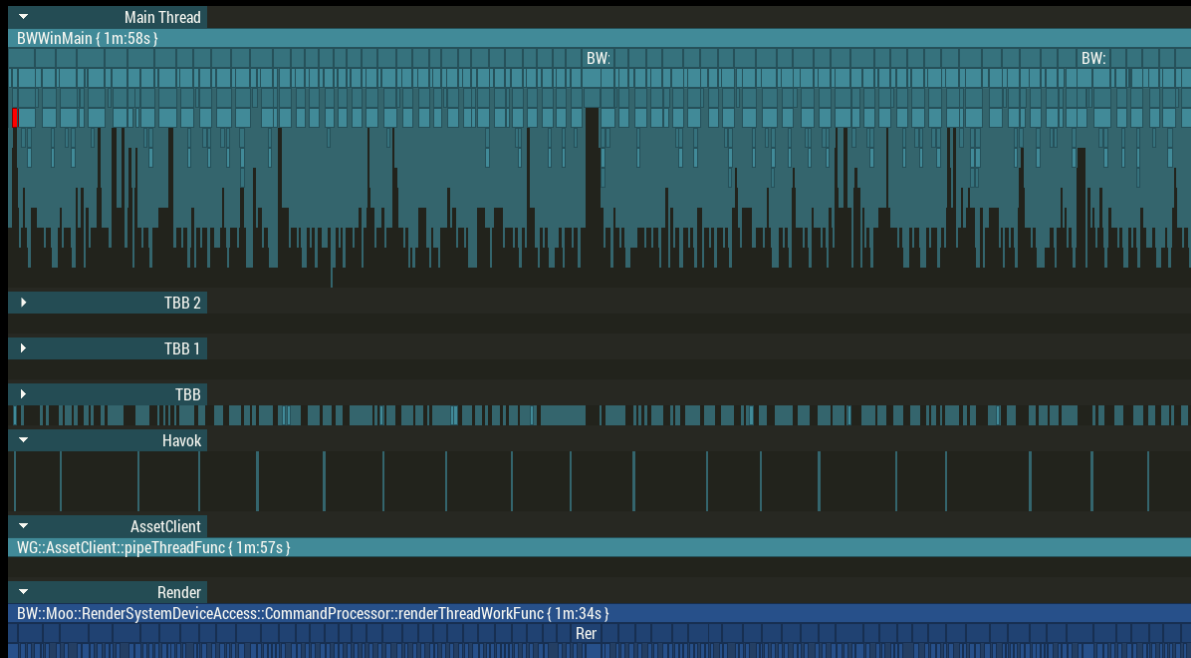 Main Thread
BWWinMain { 1m:58s }
BW: BW:
TBB 2
TBB 1
TBB
Havok
AssetClient
WG::AssetClient::pipeThreadFunc { 1m:57s }
Render
BW::Moo::RenderSystemDeviceAccess::CommandProcessor::renderThreadWorkFunc { 1m:34s }
Rer